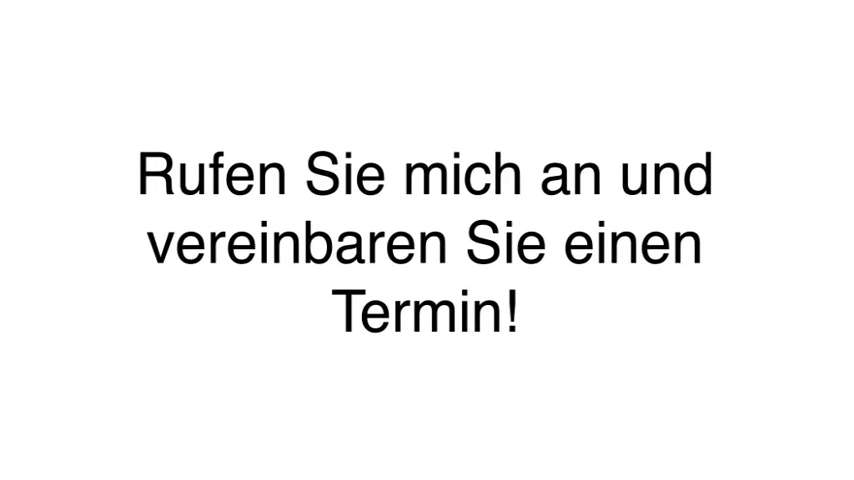 Rufen Sie mich an und
vereinbaren Sie einen
Termin!